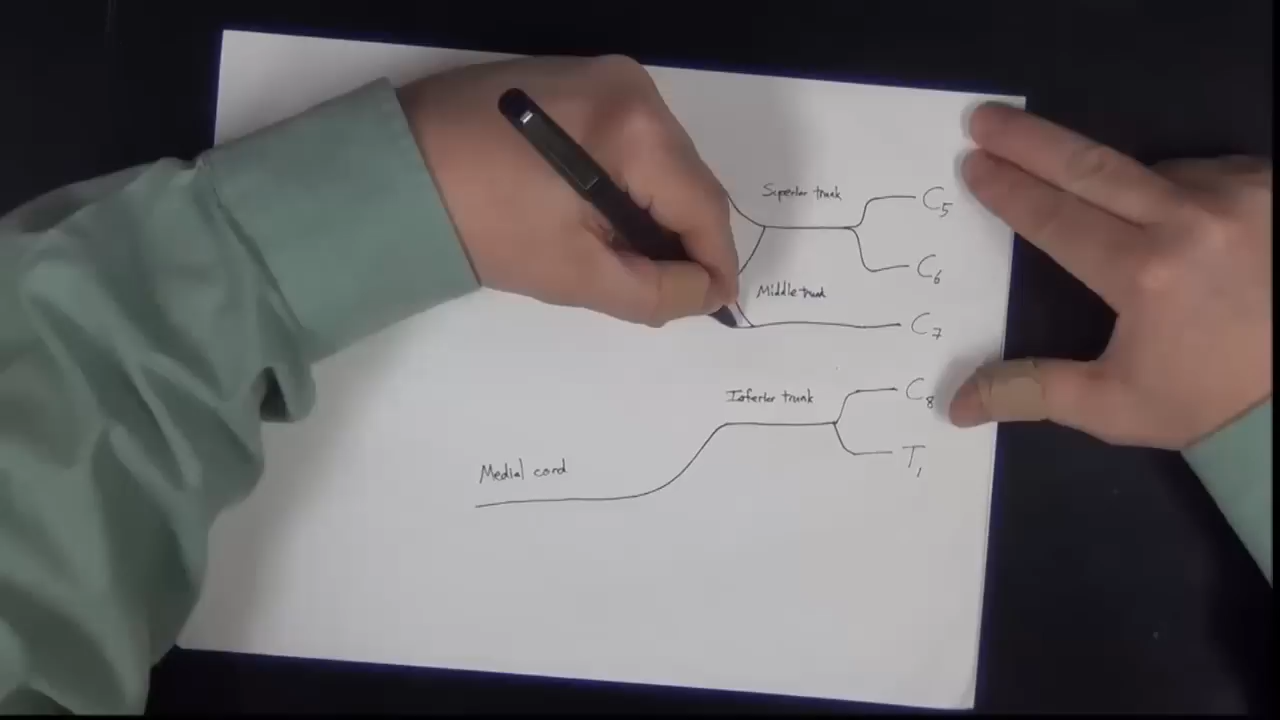 Superior trunk
C5
C6
Middle trunk
C7
Inferior trunk
C8
T1
Medial cord